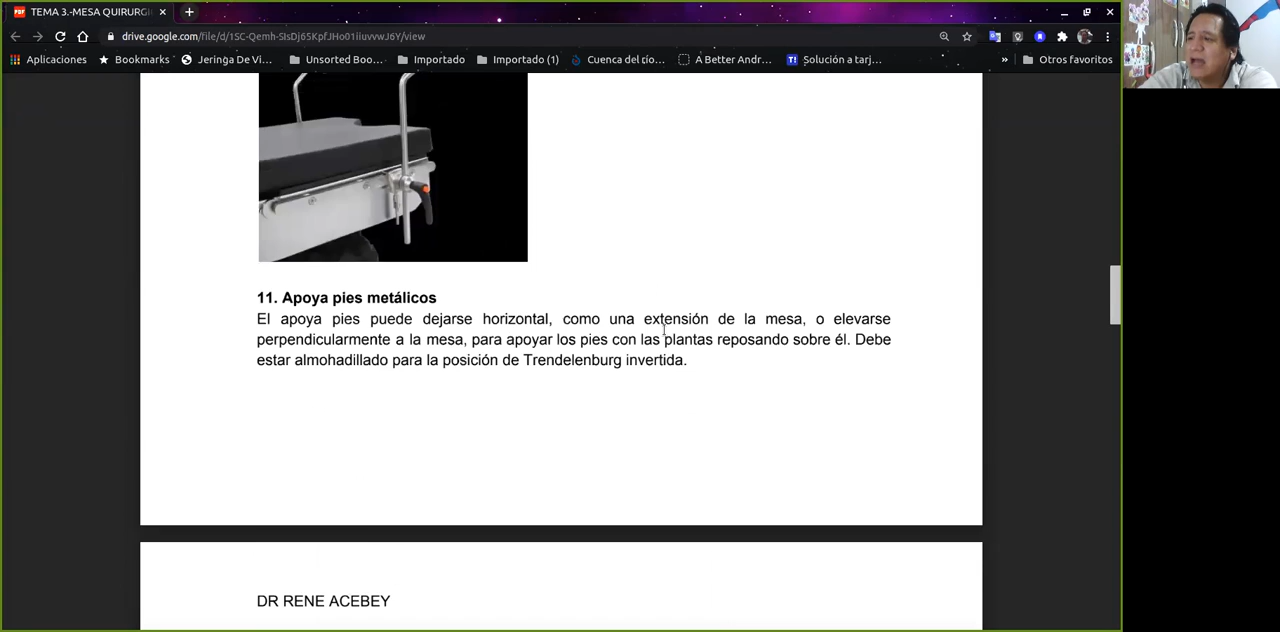 TEMA 3.-MESA QUIRURGI
drive.google.com/file/d/1SC-Qemh-SIsDj65KpfJHo01IiuvvwJ6Y/view
Aplicaciones Bookmarks Jeringa De Vi... Unsorted Boo... Importado Importado (1) Cuenca del río... A Better Andr... T! Solución a tarj... » Otros favoritos
11. Apoya pies metálicos
El apoya pies puede dejarse horizontal, como una extensión de la mesa, o elevarse
perpendicularmente a la mesa, para apoyar los pies con las plantas reposando sobre él. Debe
estar almohadillado para la posición de Trendelenburg invertida.
DR RENE ACEBEY